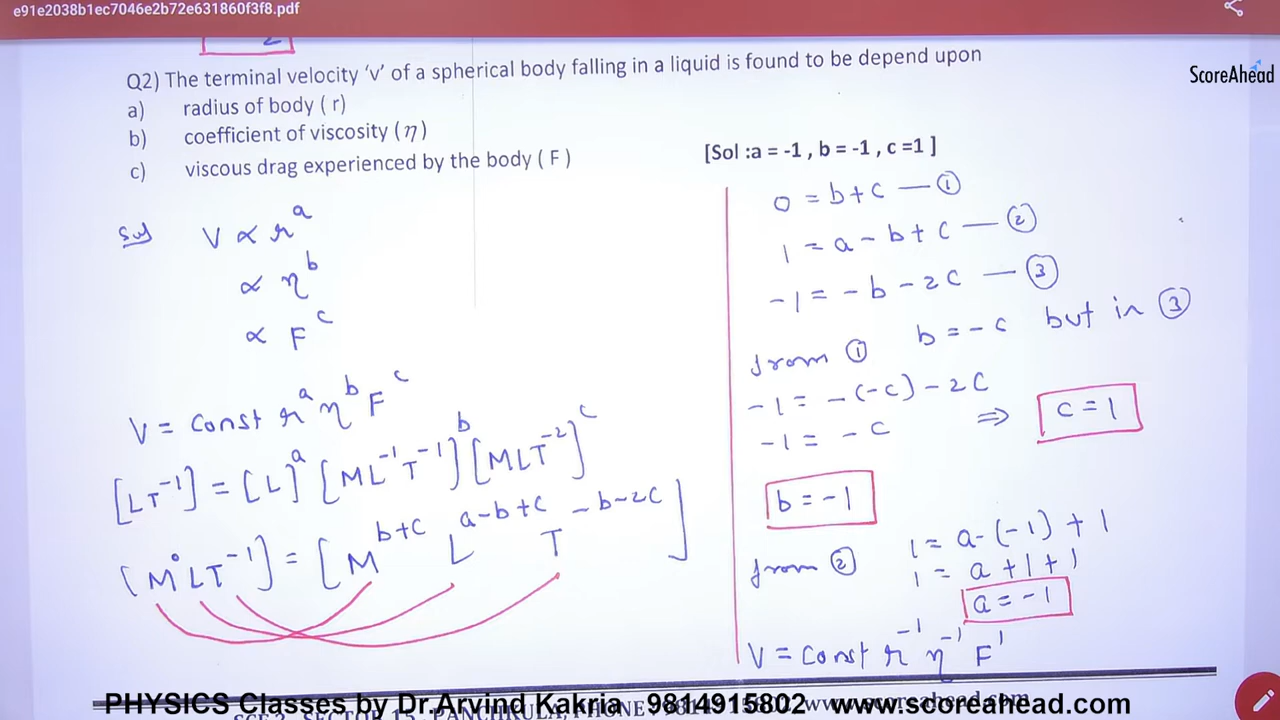 e91e2038b1ec7046e2b72e631860f3f8.pdf
2
Q2) The terminal velocity ‘v’ of a spherical body falling in a liquid is found to be depend upon
ScoreAhead
a) radius of body ( r)
b) coefficient of viscosity (η)
c) viscous drag experienced by the body ( F )
[Sol :a = -1 , b = -1 , c =1 ]
Sol V ∝ r^a
∝ η^b
∝ F^c
V = Const r^a η^b F^c
[LT^-1] = [L]^a [ML^-1T^-1]^b [MLT^-2]^c
[M°LT^-1] = [M^b+c L^a-b+c T^-b-2c]
0 = b+c — ①
1 = a - b + c — ②
-1 = - b - 2c — ③
from ① b = - c but in ③
-1 = - (-c) - 2c
-1 = - c ⇒ c = 1
b = -1
from ② 1 = a - (-1) + 1
1 = a + 1 + 1
a = -1
V = Const r^-1 η^-1 F^1
PHYSICS Classes by Dr.Arvind Kakria 9814915802 www.scoreahead.com